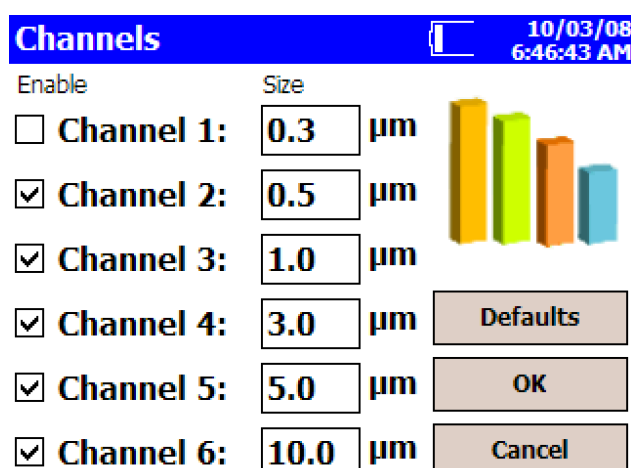 Channels
10/03/08
6:46:43 AM
Enable Size
Channel 1: 0.3 µm
Channel 2: 0.5 µm
Channel 3: 1.0 µm
Channel 4: 3.0 µm
Defaults
Channel 5: 5.0 µm
OK
Channel 6: 10.0 µm
Cancel